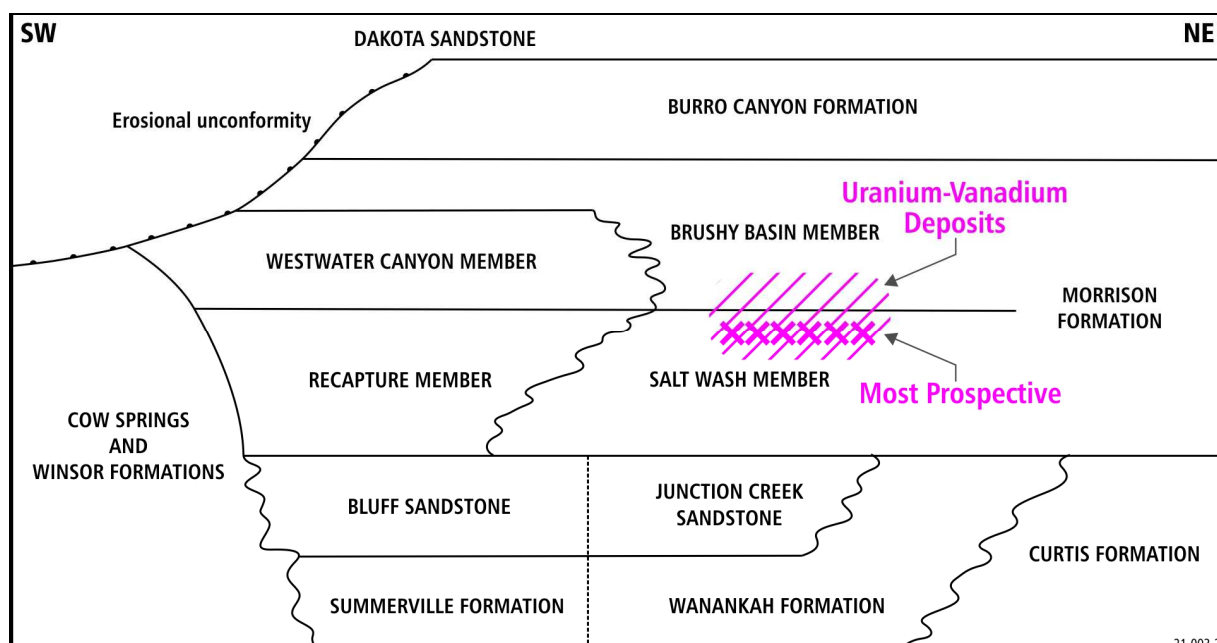 SW
NE
DAKOTA SANDSTONE
BURRO CANYON FORMATION
Erosional unconformity
Uranium-Vanadium
Deposits
BRUSHY BASIN MEMBER
WESTWATER CANYON MEMBER
MORRISON
FORMATION
RECAPTURE MEMBER
SALT WASH MEMBER
Most Prospective
COW SPRINGS
AND
WINSOR FORMATIONS
BLUFF SANDSTONE
JUNCTION CREEK
SANDSTONE
CURTIS FORMATION
SUMMERVILLE FORMATION
WANANKAH FORMATION